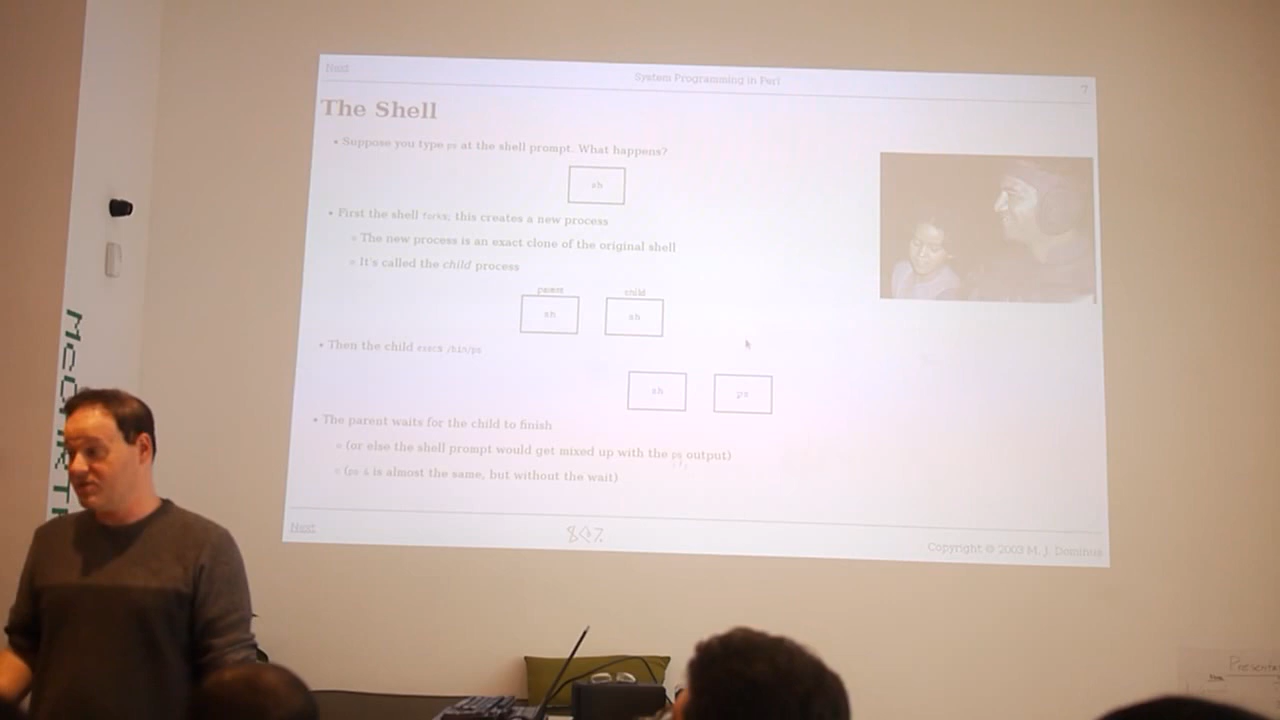 Next
System Programming in Perl
7
The Shell
• Suppose you type ps at the shell prompt. What happens?
sh
• First the shell forks; this creates a new process
The new process is an exact clone of the original shell
It's called the child process
parent child
sh sh
• Then the child execs /bin/ps
sh ps
• The parent waits for the child to finish
(or else the shell prompt would get mixed up with the ps output)
(ps & is almost the same, but without the wait)
Next
Copyright © 2003 M. J. Dominus